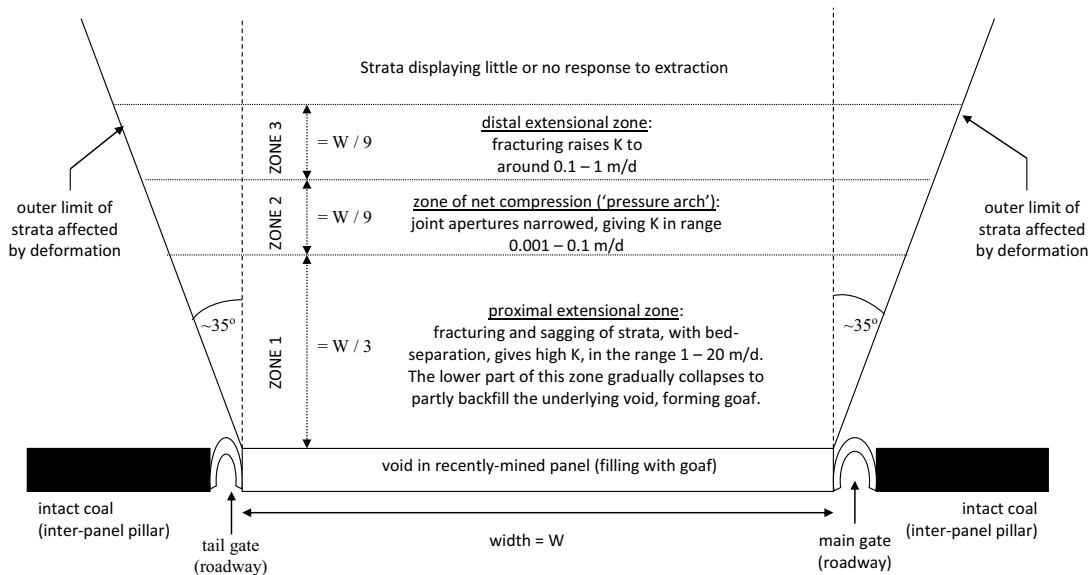 Strata displaying little or no response to extraction
ZONE 3
= W / 9
distal extensional zone:
fracturing raises K to
around 0.1 – 1 m/d
ZONE 2
= W / 9
zone of net compression (‘pressure arch’):
joint apertures narrowed, giving K in range
0.001 – 0.1 m/d
outer limit of
strata affected
by deformation
outer limit of
strata affected
by deformation
~35º
ZONE 1
= W / 3
proximal extensional zone:
fracturing and sagging of strata, with bed-
separation, gives high K, in the range 1 – 20 m/d.
The lower part of this zone gradually collapses to
partly backfill the underlying void, forming goaf.
~35º
void in recently-mined panel (filling with goaf)
intact coal
(inter-panel pillar)
tail gate
(roadway)
width = W
main gate
(roadway)
intact coal
(inter-panel pillar)